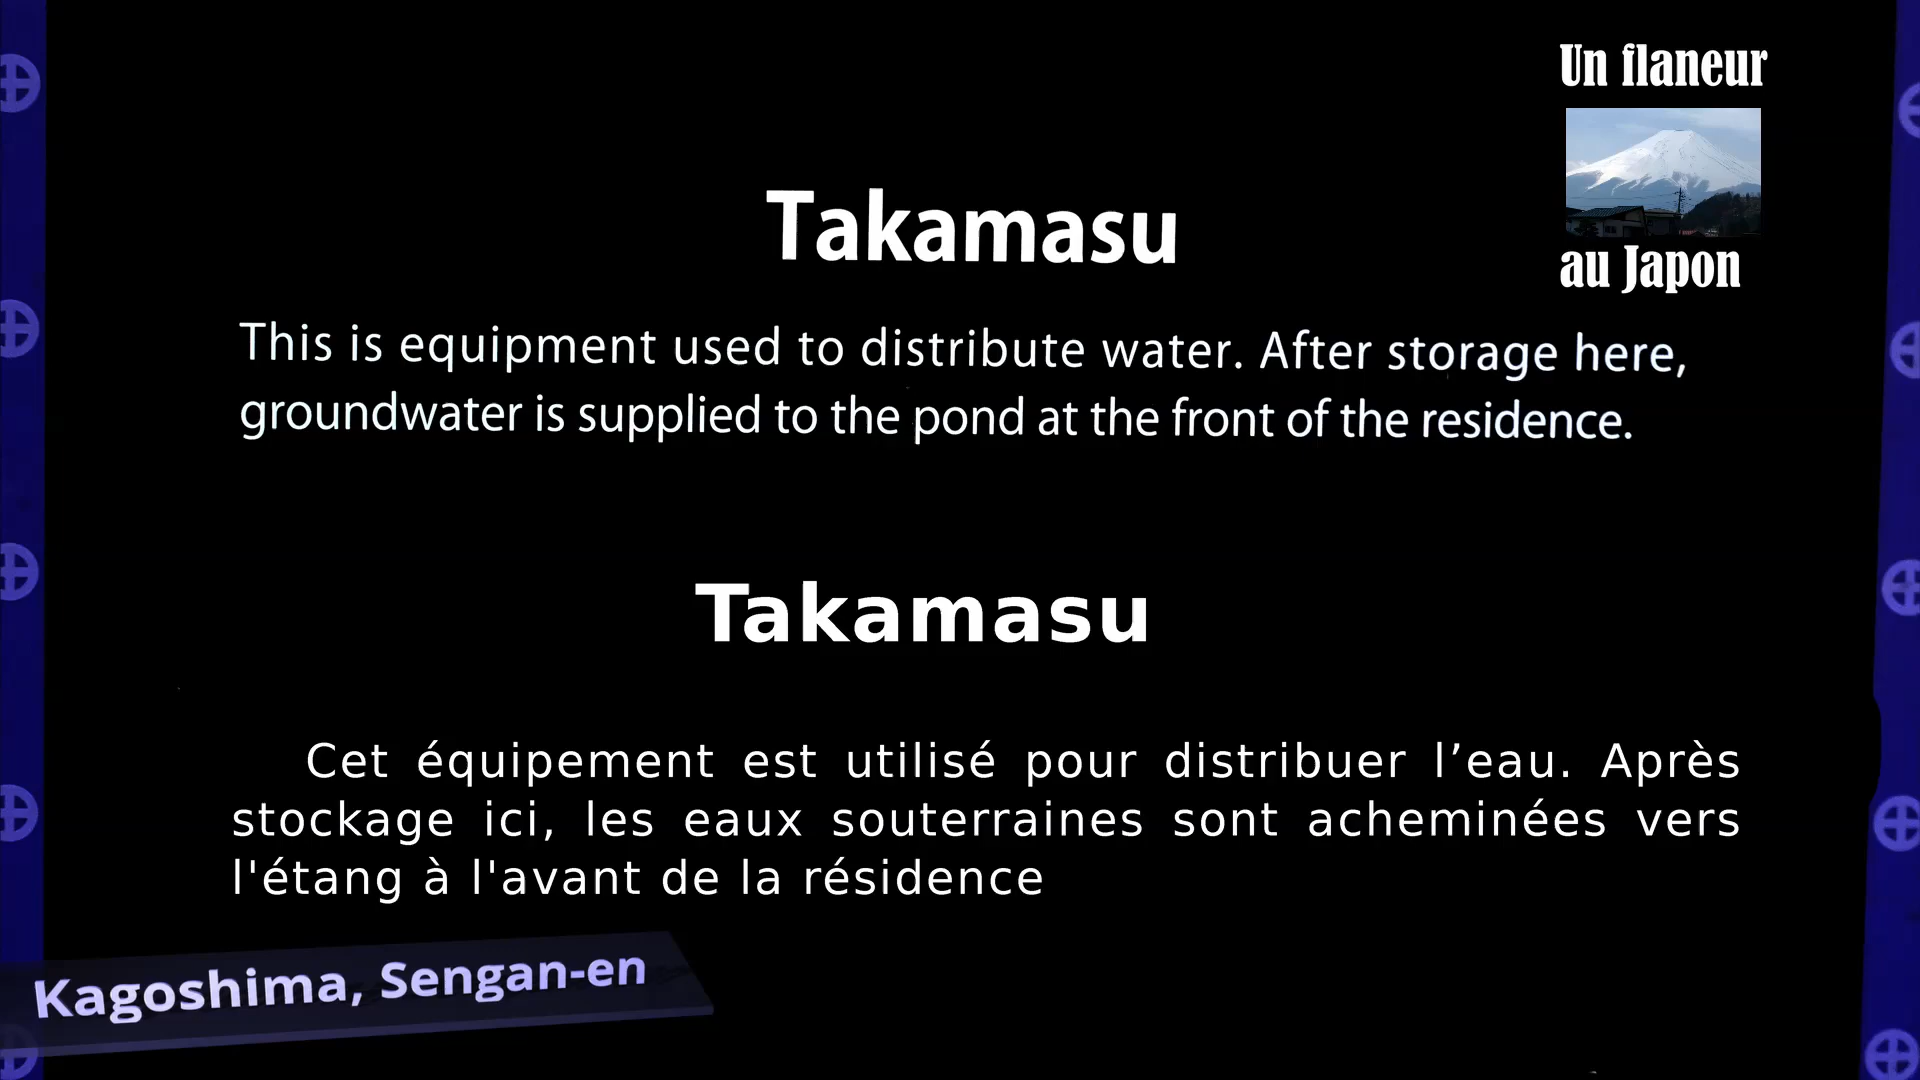 Un flaneur
au Japon
Takamasu
This is equipment used to distribute water. After storage here,
groundwater is supplied to the pond at the front of the residence.
Takamasu
Cet équipement est utilisé pour distribuer l’eau. Après
stockage ici, les eaux souterraines sont acheminées vers
l'étang à l'avant de la résidence
Kagoshima, Sengan-en